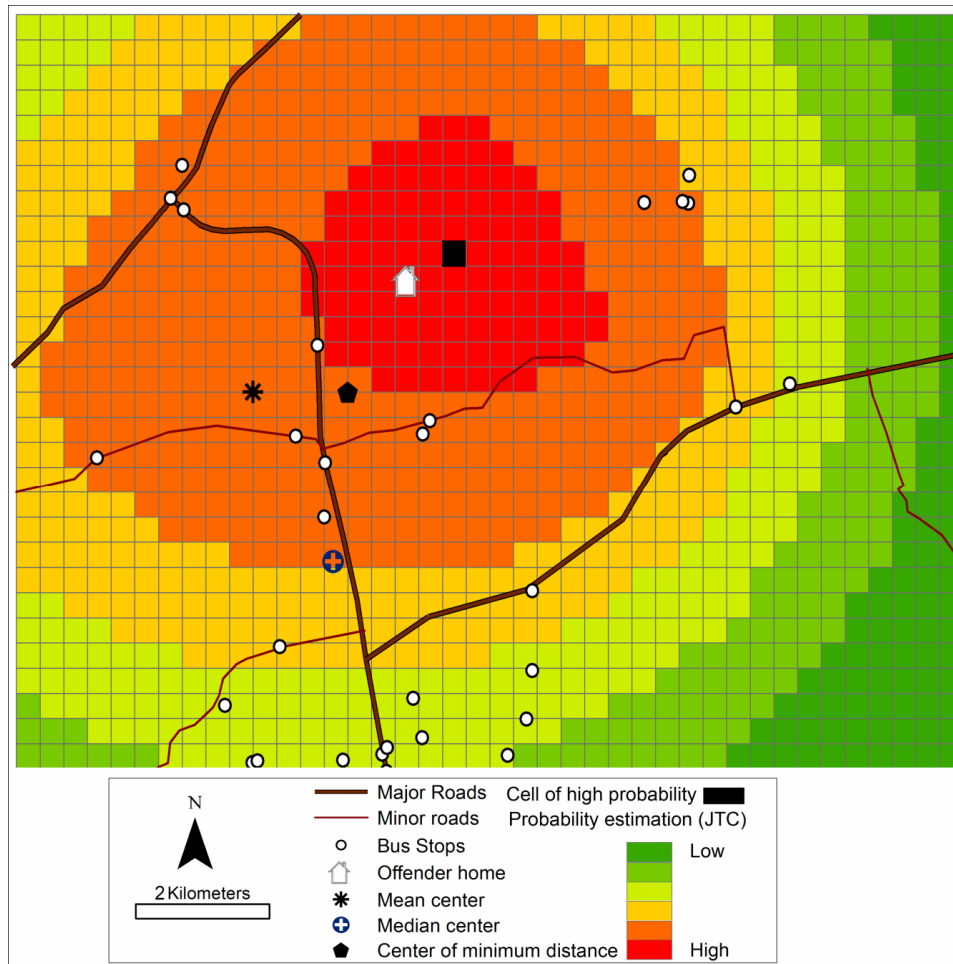 N
2 Kilometers
Major Roads
Minor roads
Bus Stops
Offender home
Mean center
Median center
Center of minimum distance
Cell of high probability
Probability estimation (JTC)
Low
High